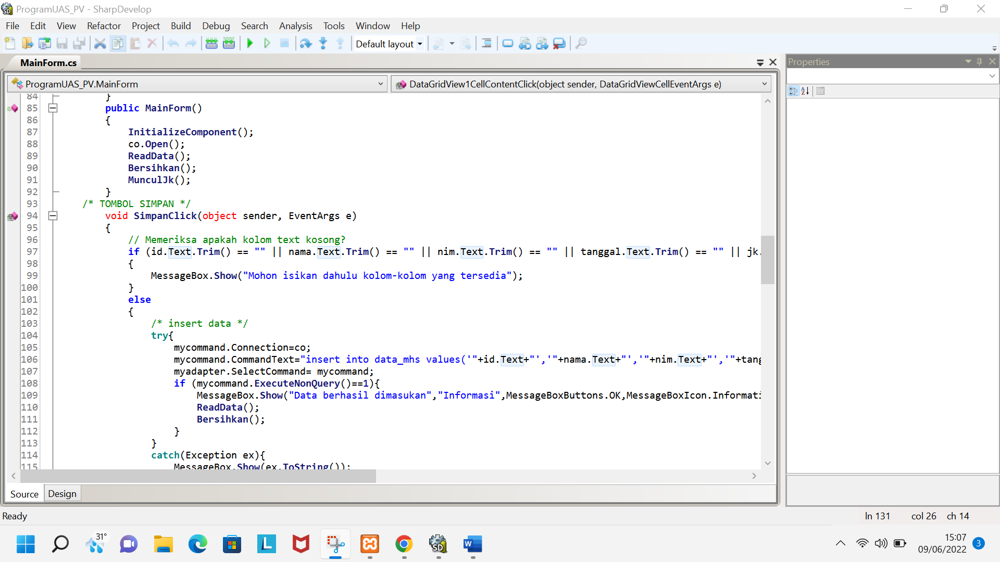 ProgramUAS_PV - SharpDevelop
File Edit View Refactor Project Build Debug Search Analysis Tools Window Help
Default layout
MainForm.cs
Properties
ProgramUAS_PV.MainForm
DataGridView1CellContentClick(object sender, DataGridViewCellEventArgs e)
84 }
85 public MainForm()
86 {
87 InitializeComponent();
88 co.Open();
89 ReadData();
90 Bersihkan();
91 MunculJk();
92 }
93 /* TOMBOL SIMPAN */
94 void SimpanClick(object sender, EventArgs e)
95 {
96 // Memeriksa apakah kolom text kosong?
97 if (id.Text.Trim() == "" || nama.Text.Trim() == "" || nim.Text.Trim() == "" || tanggal.Text.Trim() == "" || jk.
98 {
99 MessageBox.Show("Mohon isikan dahulu kolom-kolom yang tersedia");
100 }
101 else
102 {
103 /* insert data */
104 try{
105 mycommand.Connection=co;
106 mycommand.CommandText="insert into data_mhs values('"+id.Text+"','"+nama.Text+"','"+nim.Text+"','"+tang
107 myadapter.SelectCommand= mycommand;
108 if (mycommand.ExecuteNonQuery()==1){
109 MessageBox.Show("Data berhasil dimasukan","Informasi",MessageBoxButtons.OK,MessageBoxIcon.Informati
110 ReadData();
111 Bersihkan();
112 }
113 }
114 catch(Exception ex){
115 MessageBox.Show(ex.ToString());
Source Design
Ready
ln 131 col 26 ch 14
31°
15:07
09/06/2022
3